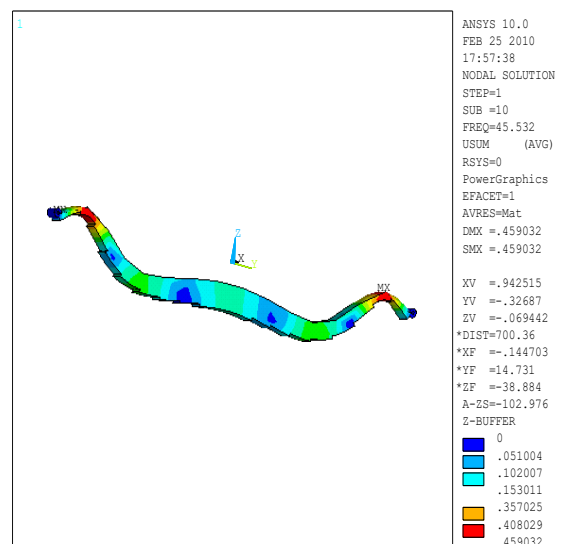 1
ANSYS 10.0
FEB 25 2010
17:57:38
NODAL SOLUTION
STEP=1
SUB =10
FREQ=45.532
USUM (AVG)
RSYS=0
PowerGraphics
EFACET=1
AVRES=Mat
DMX =.459032
SMX =.459032
XV =.942515
YV =-.32687
ZV =-.069442
*DIST=700.36
*XF =-.144703
*YF =14.731
*ZF =-38.884
A-ZS=-102.976
Z-BUFFER
0
.051004
.102007
.153011
.357025
.408029
.459032
MN
Z
X
Y
MX